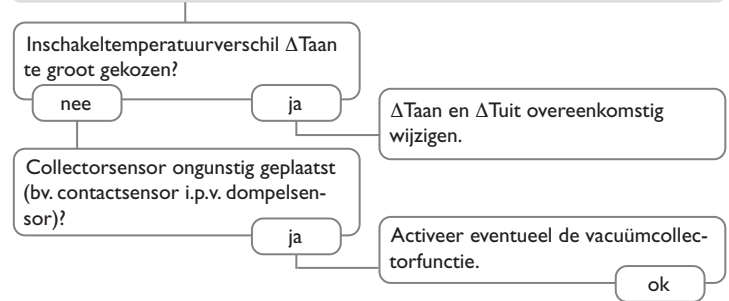 Inschakeltemperatuurverschil ΔTaan
te groot gekozen?
nee
ja
ΔTaan en ΔTuit overeenkomstig
wijzigen.
Collectorsensor ongunstig geplaatst
(bv. contactsensor i.p.v. dompelsen-
sor)?
ja
Activeer eventueel de vacuümcollec-
torfunctie.
ok